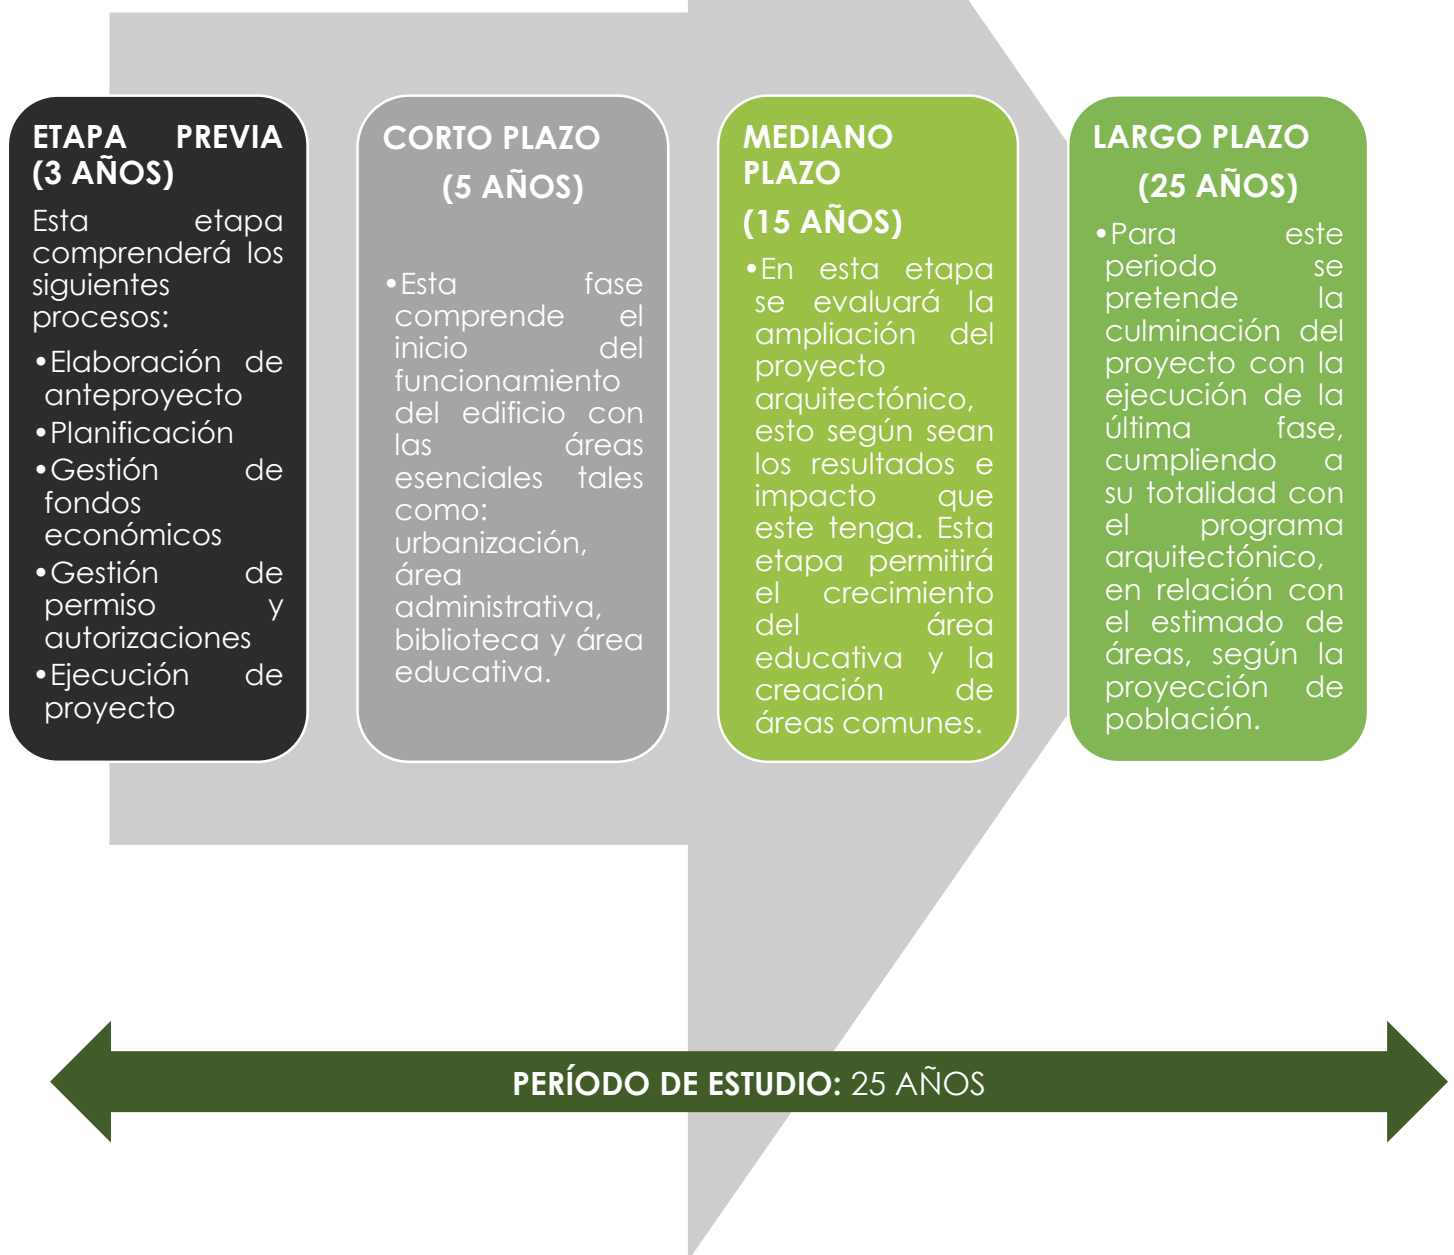 ETAPA PREVIA
(3 AÑOS)
Esta etapa
comprenderá los
siguientes
procesos:
•Elaboración de
anteproyecto
•Planificación
•Gestión de
fondos
económicos
•Gestión de
permiso y
autorizaciones
•Ejecución de
proyecto
CORTO PLAZO
(5 AÑOS)
•Esta fase
comprende el
inicio del
funcionamiento
del edificio con
las áreas
esenciales tales
como:
urbanización,
área
administrativa,
biblioteca y área
educativa.
MEDIANO
PLAZO
(15 AÑOS)
•En esta etapa
se evaluará la
ampliación del
proyecto
arquitectónico,
esto según sean
los resultados e
impacto que
este tenga. Esta
etapa permitirá
el crecimiento
del área
educativa y la
creación de
áreas comunes.
LARGO PLAZO
(25 AÑOS)
•Para este
periodo se
pretende la
culminación del
proyecto con la
ejecución de la
última fase,
cumpliendo a
su totalidad con
el programa
arquitectónico,
en relación con
el estimado de
áreas, según la
proyección de
población.
PERÍODO DE ESTUDIO: 25 AÑOS